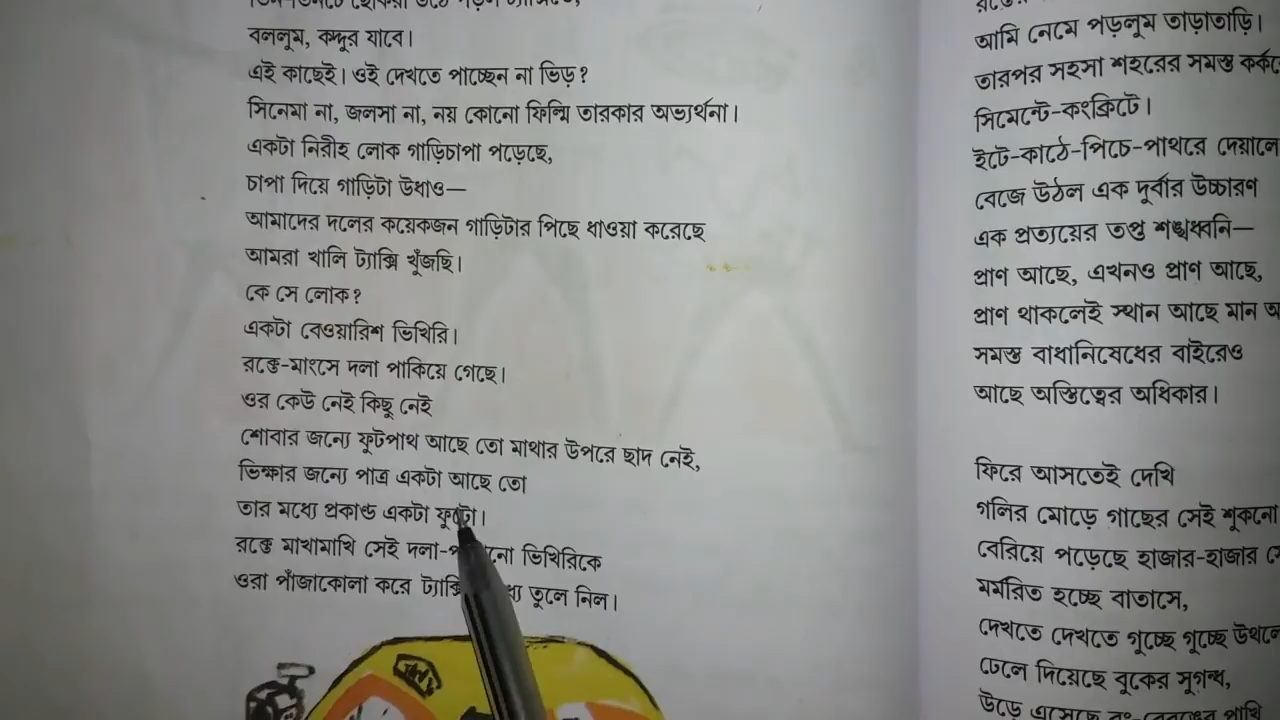 বললুম, কদ্দুর যাবে।
এই কাছেই। ওই দেখতে পাচ্ছেন না ভিড়?
সিনেমা না, জলসা না, নয় কোনো ফিল্মি তারকার অভ্যর্থনা।
একটা নিরীহ লোক গাড়িচাপা পড়েছে,
চাপা দিয়ে গাড়িটা উধাও—
আমাদের দলের কয়েকজন গাড়িটার পিছে ধাওয়া করেছে
আমরা খালি ট্যাক্সি খুঁজছি।
কে সে লোক?
একটা বেওয়ারিশ ভিখিরি।
রক্তে-মাংসে দলা পাকিয়ে গেছে।
ওর কেউ নেই কিছু নেই
শোবার জন্যে ফুটপাথ আছে তো মাথার উপরে ছাদ নেই,
ভিক্ষার জন্যে পাত্র একটা আছে তো
তার মধ্যে প্রকাণ্ড একটা ফুটো।
রক্তে মাখামাখি সেই দলা- ভিখিরিকে
ওরা পাঁজাকোলা করে ট্যাক্সি তুলে নিল।
আমি নেমে পড়লুম তাড়াতাড়ি।
তারপর সহসা শহরের সমস্ত
সিমেন্টে-কংক্রিটে।
ইটে-কাঠে-পিচে-পাথরে দেয়ালে
বেজে উঠল এক দুর্বার উচ্চারণ
এক প্রত্যয়ের তপ্ত শঙ্খধ্বনি—
প্রাণ আছে, এখনও প্রাণ আছে,
প্রাণ থাকলেই স্থান আছে মান
সমস্ত বাধানিষেধের বাইরেও
আছে অস্তিত্বের অধিকার।
ফিরে আসতেই দেখি
গলির মোড়ে গাছের সেই শুকনো
বেরিয়ে পড়েছে হাজার-হাজার
মর্মরিত হচ্ছে বাতাসে,
দেখতে দেখতে গুচ্ছে গুচ্ছে
ঢেলে দিয়েছে বুকের সুগন্ধ,
উড়ে এসেছে